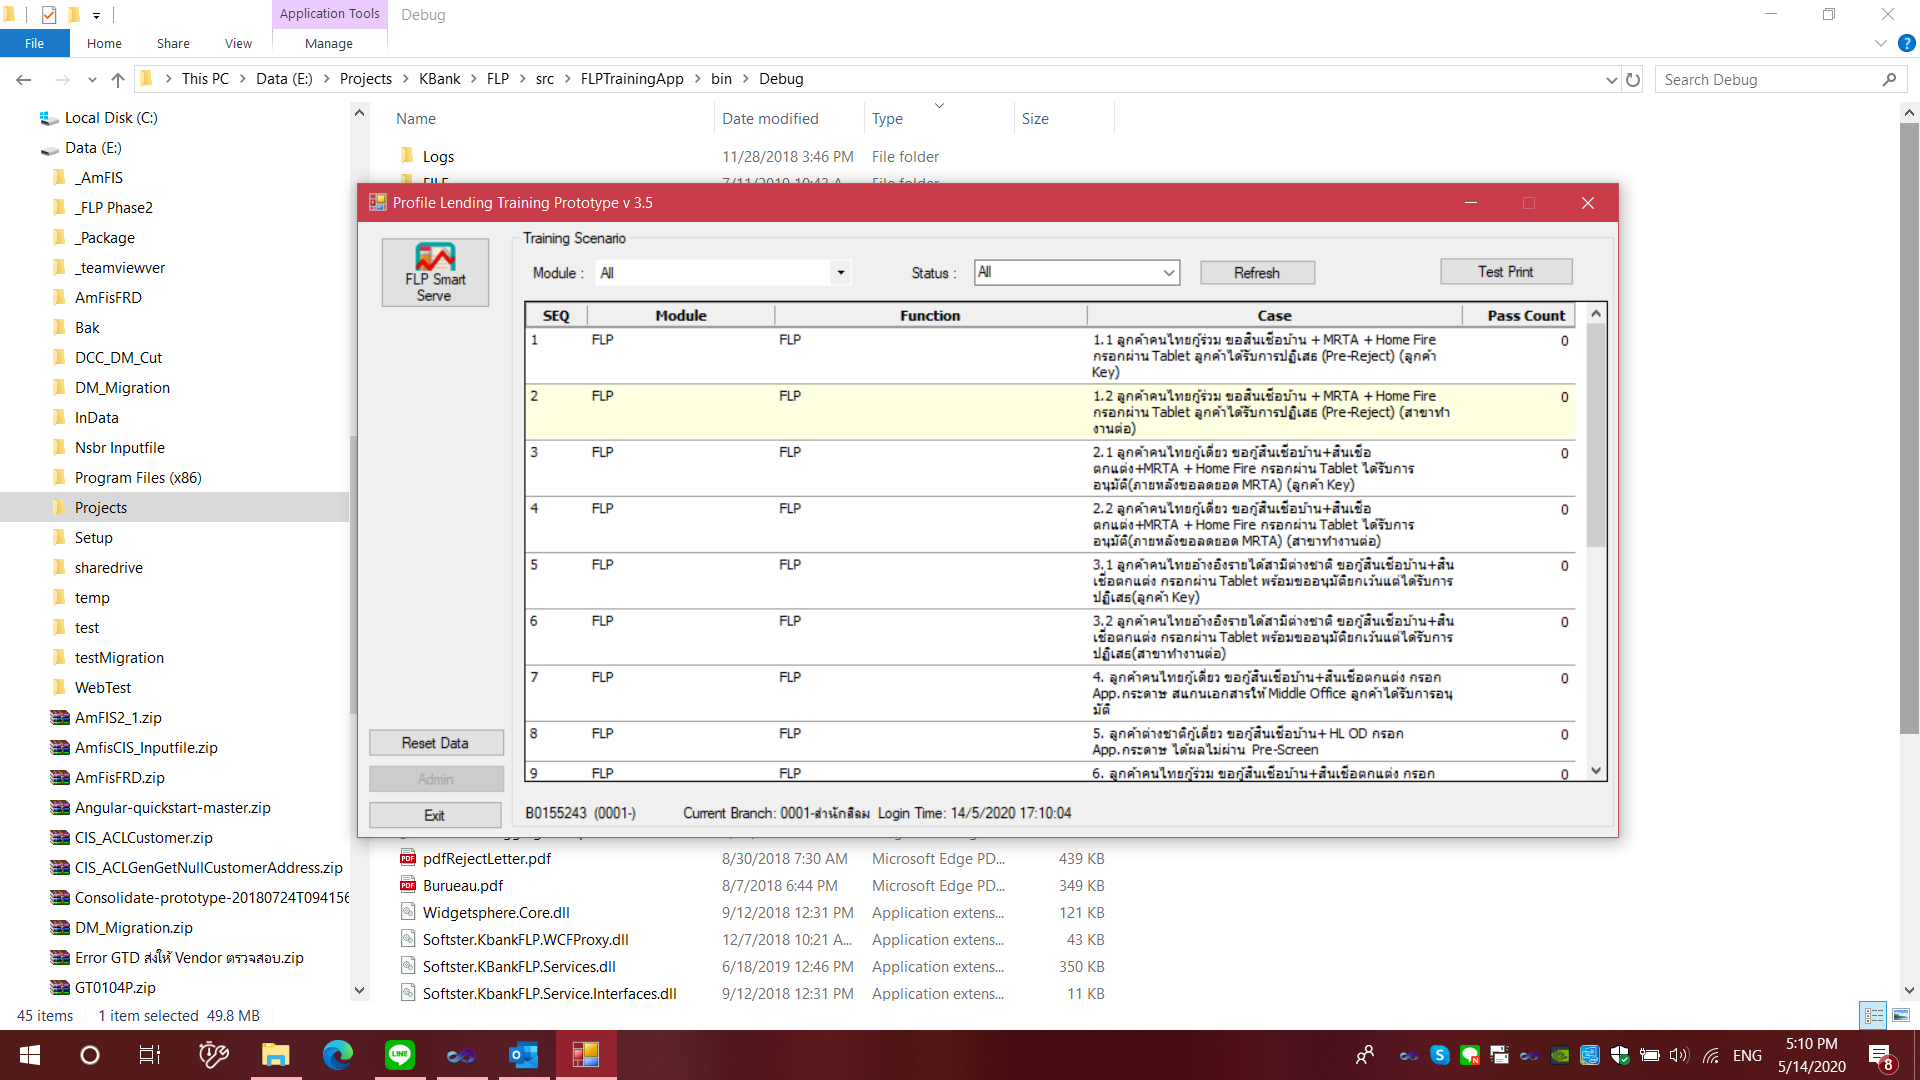 Application Tools
Debug
File
Home
Share
View
Manage
This PC > Data (E:) > Projects > KBank > FLP > src > FLPTrainingApp > bin > Debug
Search Debug
Local Disk (C:)
Data (E:)
_AmFIS
_FLP Phase2
_Package
_teamviewver
AmFisFRD
Bak
DCC_DM_Cut
DM_Migration
InData
Nsbr Inputfile
Program Files (x86)
Projects
Setup
sharedrive
temp
test
testMigration
WebTest
AmFIS2_1.zip
AmfisCIS_Inputfile.zip
AmFisFRD.zip
Angular-quickstart-master.zip
CIS_ACLCustomer.zip
CIS_ACLGenGetNullCustomerAddress.zip
Consolidate-prototype-20180724T094156
DM_Migration.zip
Error GTD ส่งให้ Vendor ตรวจสอบ.zip
GT0104P.zip
Name Date modified Type Size
Logs 11/28/2018 3:46 PM File folder
Profile Lending Training Prototype v 3.5
FLP Smart
Serve
Reset Data
Admin
Exit
Training Scenario
Module : All
Status : All
Refresh
Test Print
SEQ Module Function Case Pass Count
1 FLP FLP 1.1 ลูกค้าคนไทยกู้ร่วม ขอสินเชื่อบ้าน + MRTA + Home Fire 0
กรอกผ่าน Tablet ลูกค้าได้รับการปฏิเสธ (Pre-Reject) (ลูกค้า
Key)
2 FLP FLP 1.2 ลูกค้าคนไทยกู้ร่วม ขอสินเชื่อบ้าน + MRTA + Home Fire 0
กรอกผ่าน Tablet ลูกค้าได้รับการปฏิเสธ (Pre-Reject) (สาขาทำ
งานต่อ)
3 FLP FLP 2.1 ลูกค้าคนไทยกู้เดี่ยว ขอกู้สินเชื่อบ้าน+สินเชื่อ 0
ตกแต่ง+MRTA + Home Fire กรอกผ่าน Tablet ได้รับการ
อนุมัติ(ภายหลังขอลดยอด MRTA) (ลูกค้า Key)
4 FLP FLP 2.2 ลูกค้าคนไทยกู้เดี่ยว ขอกู้สินเชื่อบ้าน+สินเชื่อ 0
ตกแต่ง+MRTA + Home Fire กรอกผ่าน Tablet ได้รับการ
อนุมัติ(ภายหลังขอลดยอด MRTA) (สาขาทำงานต่อ)
5 FLP FLP 3.1 ลูกค้าคนไทยอ้างอิงรายได้สามีต่างชาติ ขอกู้สินเชื่อบ้าน+สิน 0
เชื่อตกแต่ง กรอกผ่าน Tablet พร้อมขออนุมัติยกเว้นแต่ได้รับการ
ปฏิเสธ(ลูกค้า Key)
6 FLP FLP 3.2 ลูกค้าคนไทยอ้างอิงรายได้สามีต่างชาติ ขอกู้สินเชื่อบ้าน+สิน 0
เชื่อตกแต่ง กรอกผ่าน Tablet พร้อมขออนุมัติยกเว้นแต่ได้รับการ
ปฏิเสธ(สาขาทำงานต่อ)
7 FLP FLP 4. ลูกค้าคนไทยกู้เดี่ยว ขอกู้สินเชื่อบ้าน+สินเชื่อตกแต่ง กรอก 0
App.กระดาษ สแกนเอกสารให้ Middle Office ลูกค้าได้รับการอนุ
มัติ
8 FLP FLP 5. ลูกค้าต่างชาติกู้เดี่ยว ขอกู้สินเชื่อบ้าน+ HL OD กรอก 0
App.กระดาษ ได้ผลไม่ผ่าน Pre-Screen
9 FLP FLP 6. ลูกค้าคนไทยกู้ร่วม ขอกู้สินเชื่อบ้าน+สินเชื่อตกแต่ง กรอก 0
B0155243 (0001-) Current Branch: 0001-สำนักสีลม Login Time: 14/5/2020 17:10:04
pdfRejectLetter.pdf 8/30/2018 7:30 AM Microsoft Edge PD... 439 KB
Burueau.pdf 8/7/2018 6:44 PM Microsoft Edge PD... 349 KB
Widgetsphere.Core.dll 9/12/2018 12:31 PM Application extens... 121 KB
Softster.KbankFLP.WCFProxy.dll 12/7/2018 10:21 A... Application extens... 43 KB
Softster.KBankFLP.Services.dll 6/18/2019 12:46 PM Application extens... 350 KB
Softster.KbankFLP.Service.Interfaces.dll 9/12/2018 12:31 PM Application extens... 11 KB
45 items 1 item selected 49.8 MB
LINE
ENG
5:10 PM
5/14/2020
8